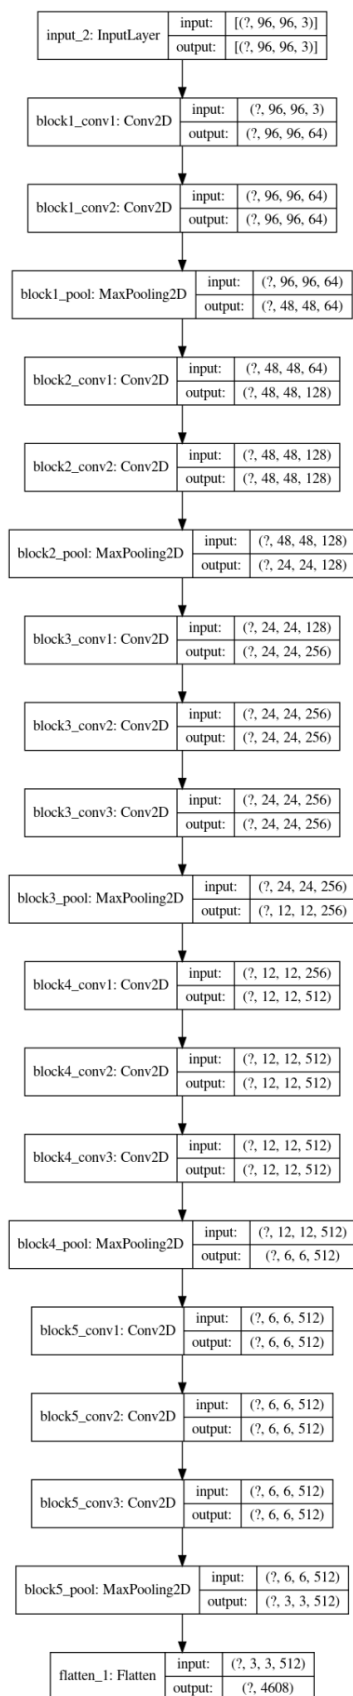 input_2: InputLayer
input: [(?, 96, 96, 3)]
output: [(?, 96, 96, 3)]
block1_conv1: Conv2D
input: (?, 96, 96, 3)
output: (?, 96, 96, 64)
block1_conv2: Conv2D
input: (?, 96, 96, 64)
output: (?, 96, 96, 64)
block1_pool: MaxPooling2D
input: (?, 96, 96, 64)
output: (?, 48, 48, 64)
block2_conv1: Conv2D
input: (?, 48, 48, 64)
output: (?, 48, 48, 128)
block2_conv2: Conv2D
input: (?, 48, 48, 128)
output: (?, 48, 48, 128)
block2_pool: MaxPooling2D
input: (?, 48, 48, 128)
output: (?, 24, 24, 128)
block3_conv1: Conv2D
input: (?, 24, 24, 128)
output: (?, 24, 24, 256)
block3_conv2: Conv2D
input: (?, 24, 24, 256)
output: (?, 24, 24, 256)
block3_conv3: Conv2D
input: (?, 24, 24, 256)
output: (?, 24, 24, 256)
block3_pool: MaxPooling2D
input: (?, 24, 24, 256)
output: (?, 12, 12, 256)
block4_conv1: Conv2D
input: (?, 12, 12, 256)
output: (?, 12, 12, 512)
block4_conv2: Conv2D
input: (?, 12, 12, 512)
output: (?, 12, 12, 512)
block4_conv3: Conv2D
input: (?, 12, 12, 512)
output: (?, 12, 12, 512)
block4_pool: MaxPooling2D
input: (?, 12, 12, 512)
output: (?, 6, 6, 512)
block5_conv1: Conv2D
input: (?, 6, 6, 512)
output: (?, 6, 6, 512)
block5_conv2: Conv2D
input: (?, 6, 6, 512)
output: (?, 6, 6, 512)
block5_conv3: Conv2D
input: (?, 6, 6, 512)
output: (?, 6, 6, 512)
block5_pool: MaxPooling2D
input: (?, 6, 6, 512)
output: (?, 3, 3, 512)
flatten_1: Flatten
input: (?, 3, 3, 512)
output: (?, 4608)